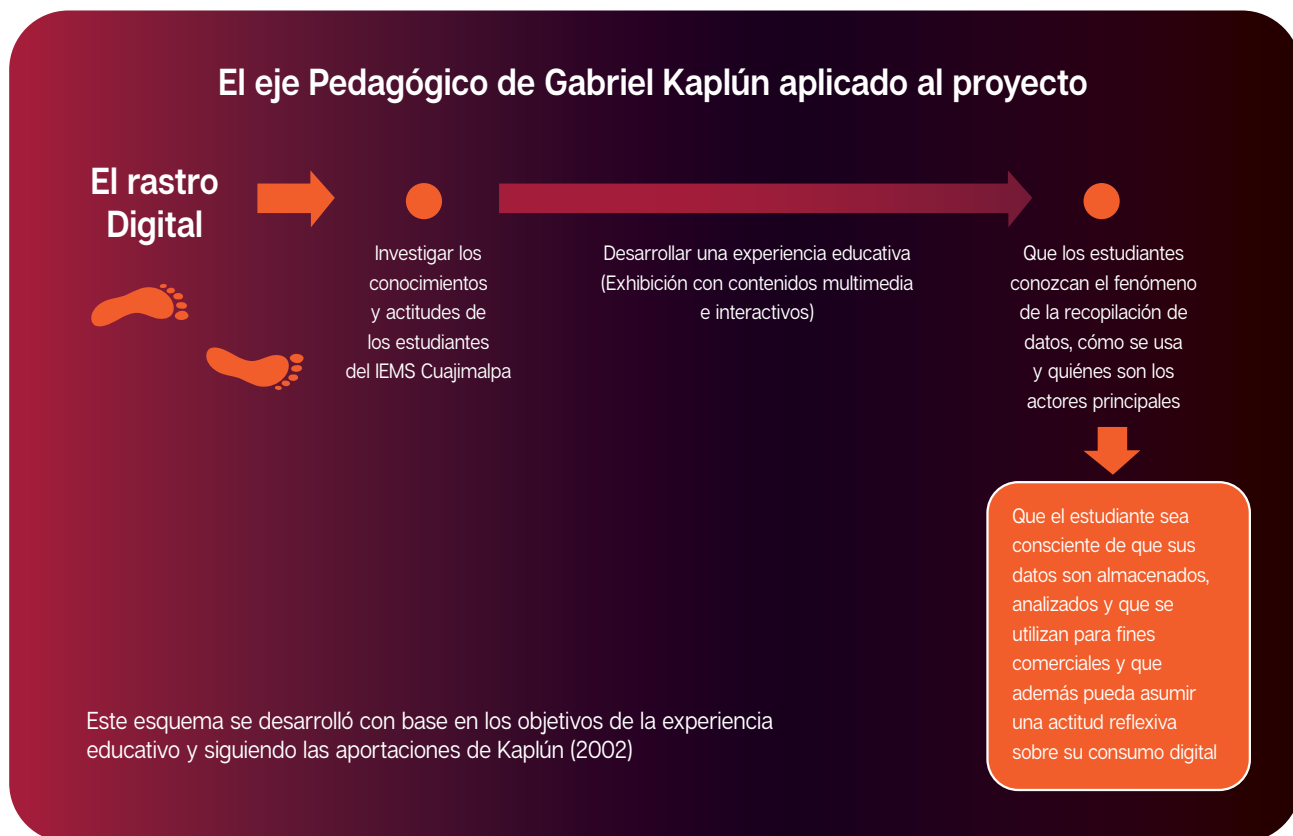 El eje Pedagógico de Gabriel Kaplún aplicado al proyecto
El rastro
Digital
Investigar los
conocimientos
y actitudes de
los estudiantes
del IEMS Cuajimalpa
Desarrollar una experiencia educativa
(Exhibición con contenidos multimedia
e interactivos)
Que los estudiantes
conozcan el fenómeno
de la recopilación de
datos, cómo se usa
y quiénes son los
actores principales
Que el estudiante sea
consciente de que sus
datos son almacenados,
analizados y que se
utilizan para fines
comerciales y que
además pueda asumir
una actitud reflexiva
sobre su consumo digital
Este esquema se desarrolló con base en los objetivos de la experiencia
educativo y siguiendo las aportaciones de Kaplún (2002)